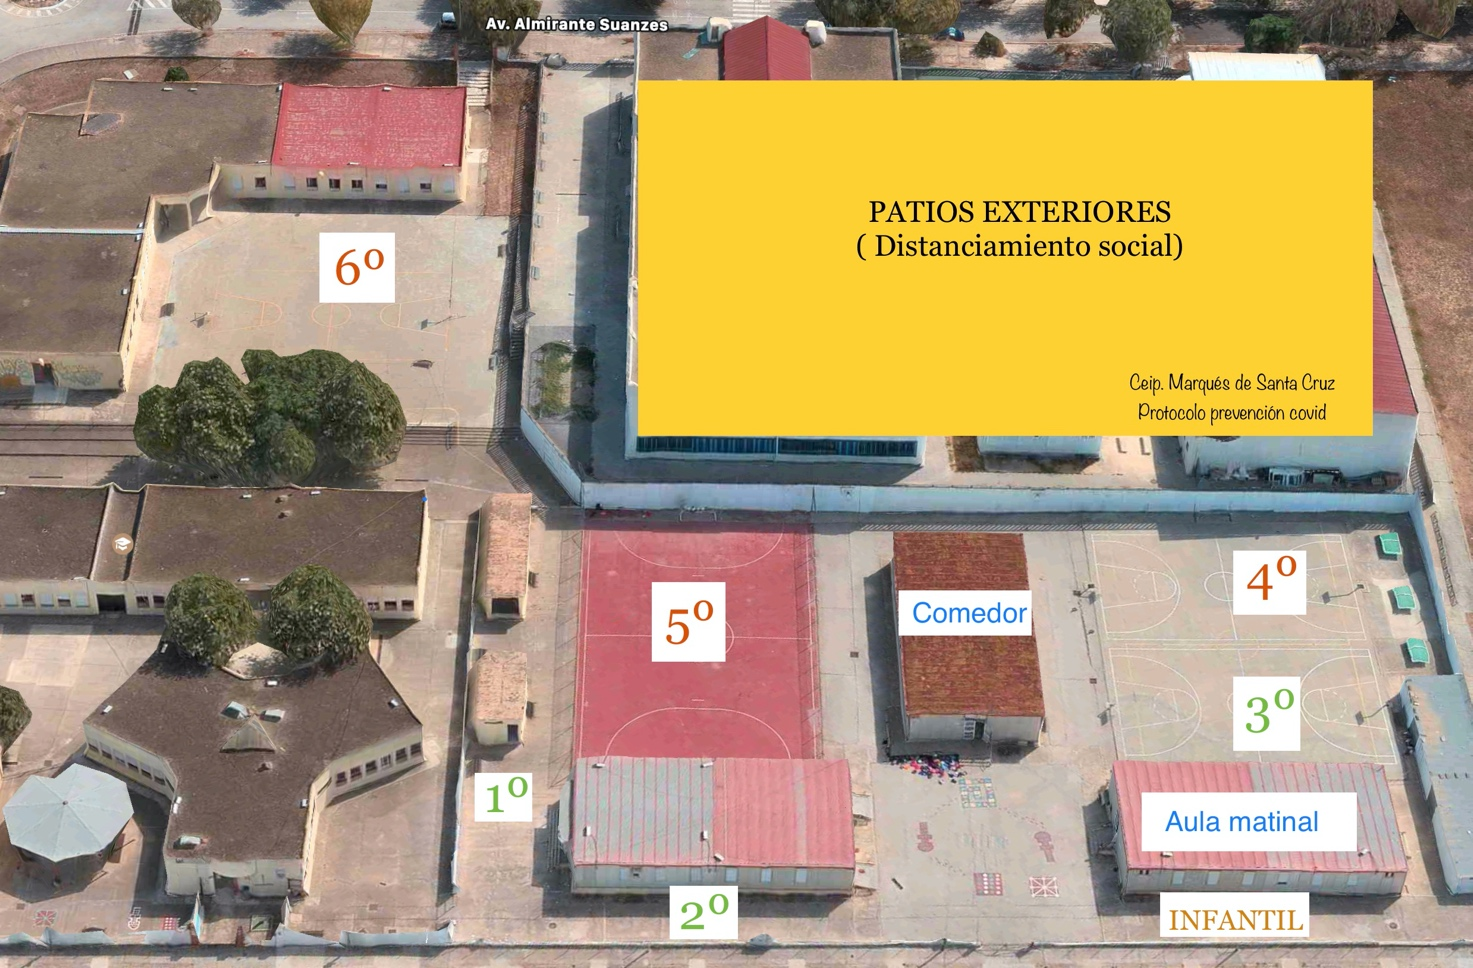 Av. Almirante Suanzes
PATIOS EXTERIORES
( Distanciamiento social)
6º
Ceip. Marqués de Santa Cruz
Protocolo prevención covid
4º
5º
Comedor
3º
1º
Aula matinal
2º
INFANTIL